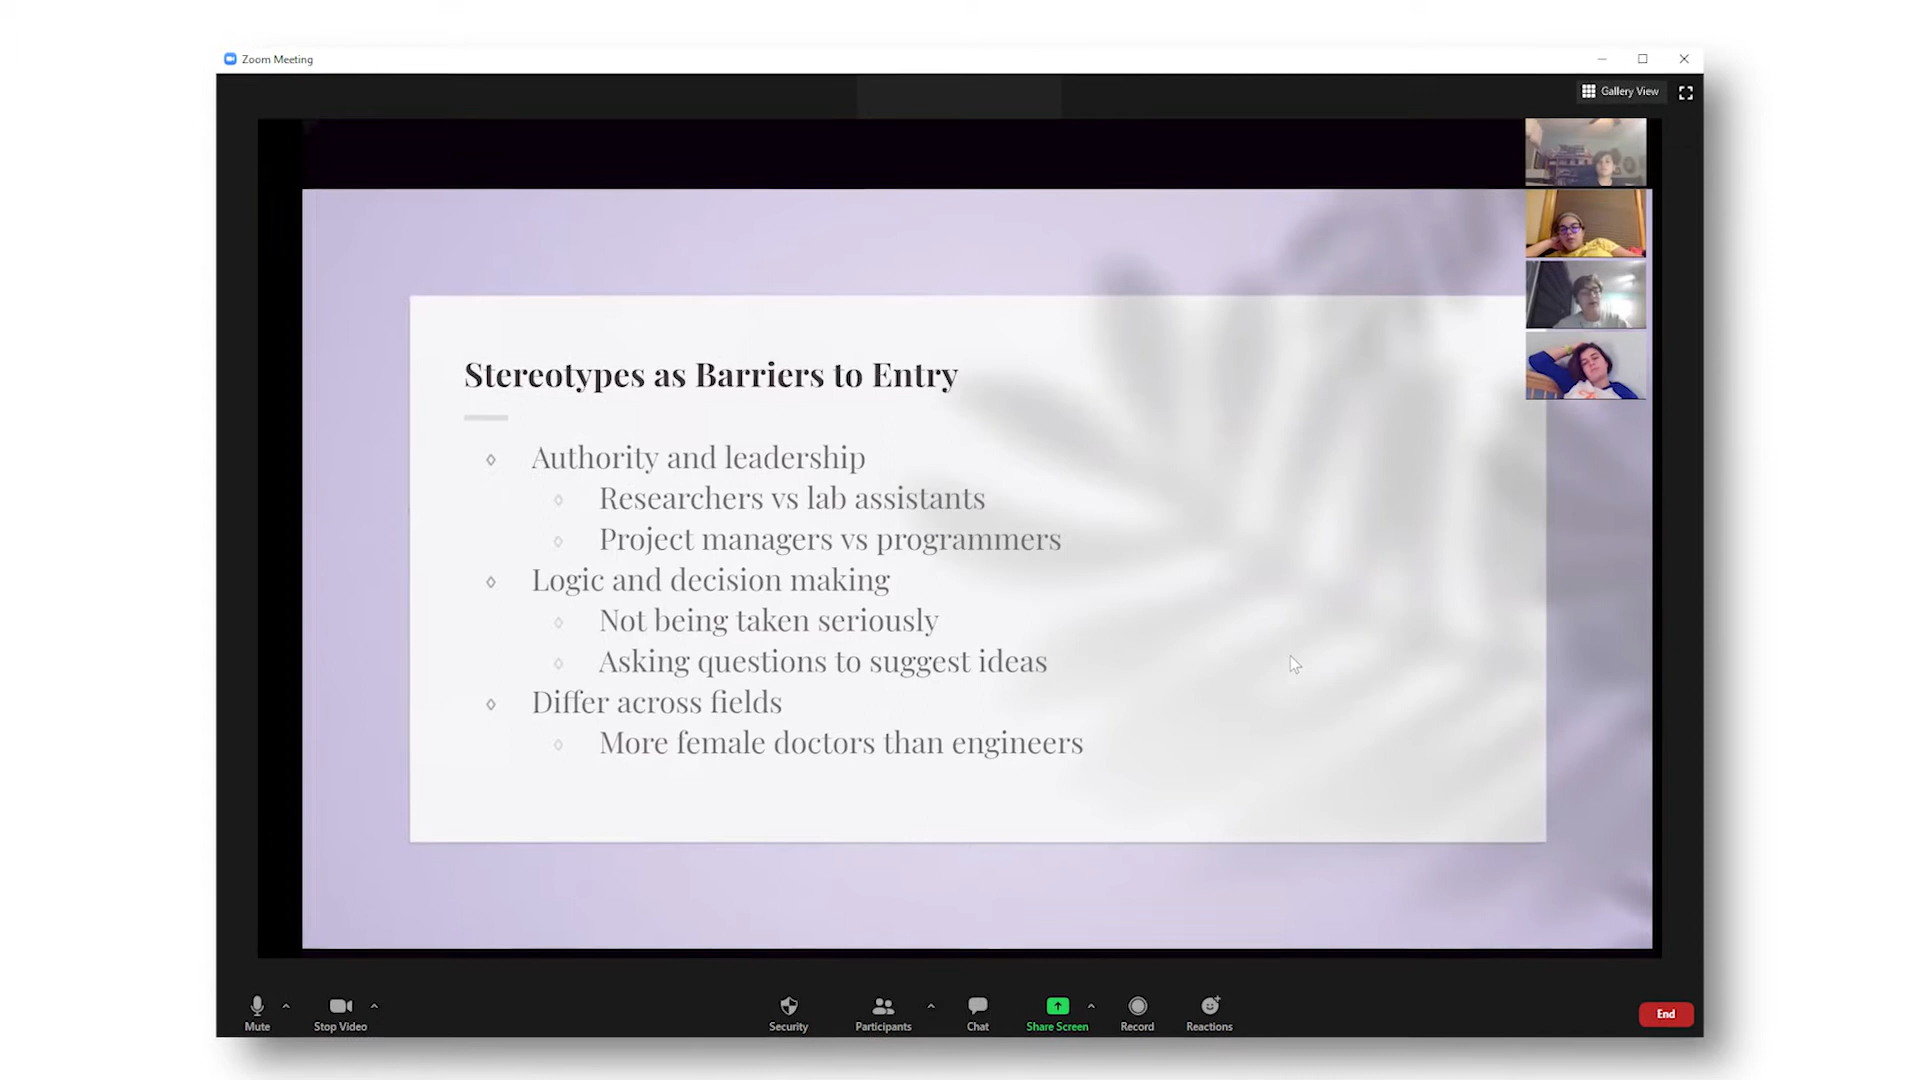 Zoom Meeting
Gallery View
Stereotypes as Barriers to Entry
Authority and leadership
Researchers vs lab assistants
Project managers vs programmers
Logic and decision making
Not being taken seriously
Asking questions to suggest ideas
Differ across fields
More female doctors than engineers
Mute
Stop Video
Security
Participants
Chat
Share Screen
Record
Reactions
End